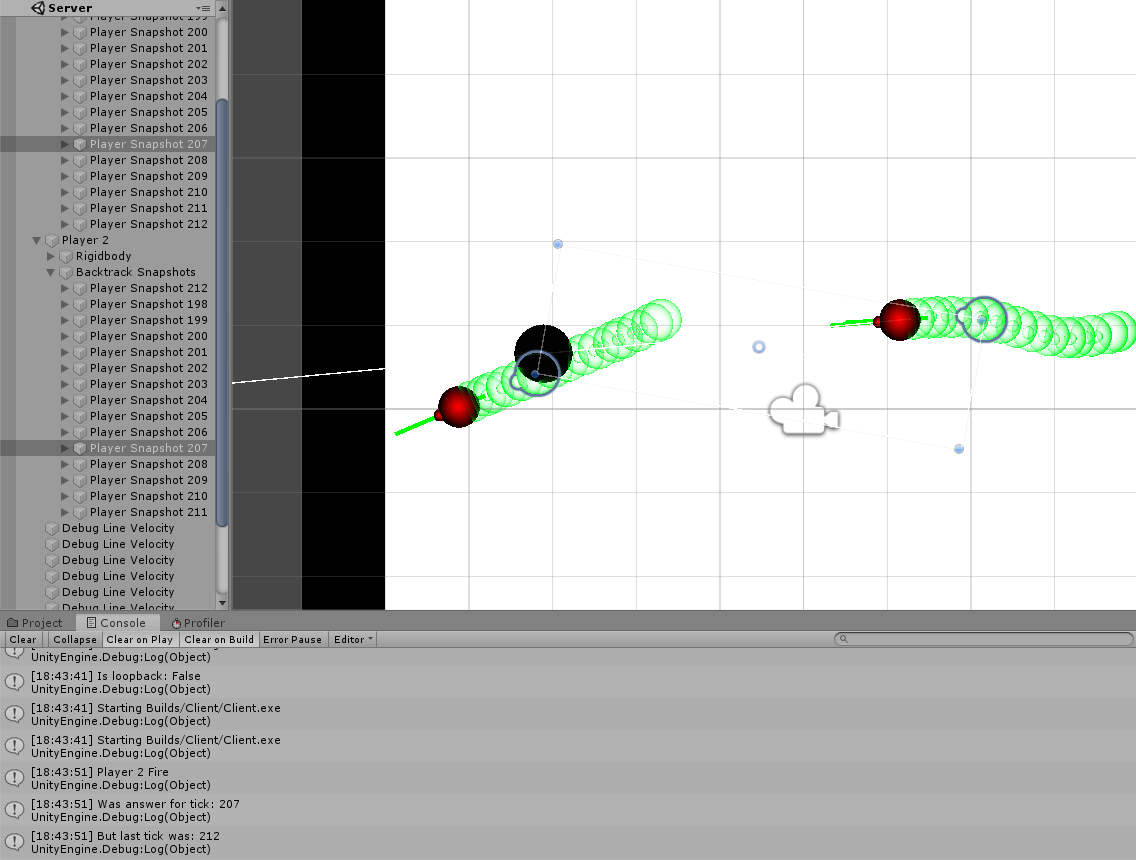 Server
Player Snapshot 199
Player Snapshot 200
Player Snapshot 201
Player Snapshot 202
Player Snapshot 203
Player Snapshot 204
Player Snapshot 205
Player Snapshot 206
Player Snapshot 207
Player Snapshot 208
Player Snapshot 209
Player Snapshot 210
Player Snapshot 211
Player Snapshot 212
Player 2
Rigidbody
Backtrack Snapshots
Player Snapshot 212
Player Snapshot 198
Player Snapshot 199
Player Snapshot 200
Player Snapshot 201
Player Snapshot 202
Player Snapshot 203
Player Snapshot 204
Player Snapshot 205
Player Snapshot 206
Player Snapshot 207
Player Snapshot 208
Player Snapshot 209
Player Snapshot 210
Player Snapshot 211
Debug Line Velocity
Debug Line Velocity
Debug Line Velocity
Debug Line Velocity
Debug Line Velocity
Debug Line Velocity
Project Console Profiler
Clear Collapse Clear on Play Clear on Build Error Pause Editor
UnityEngine.Debug:Log(Object)
[18:43:41] Is loopback: False
UnityEngine.Debug:Log(Object)
[18:43:41] Starting Builds/Client/Client.exe
UnityEngine.Debug:Log(Object)
[18:43:41] Starting Builds/Client/Client.exe
UnityEngine.Debug:Log(Object)
[18:43:51] Player 2 Fire
UnityEngine.Debug:Log(Object)
[18:43:51] Was answer for tick: 207
UnityEngine.Debug:Log(Object)
[18:43:51] But last tick was: 212
UnityEngine.Debug:Log(Object)